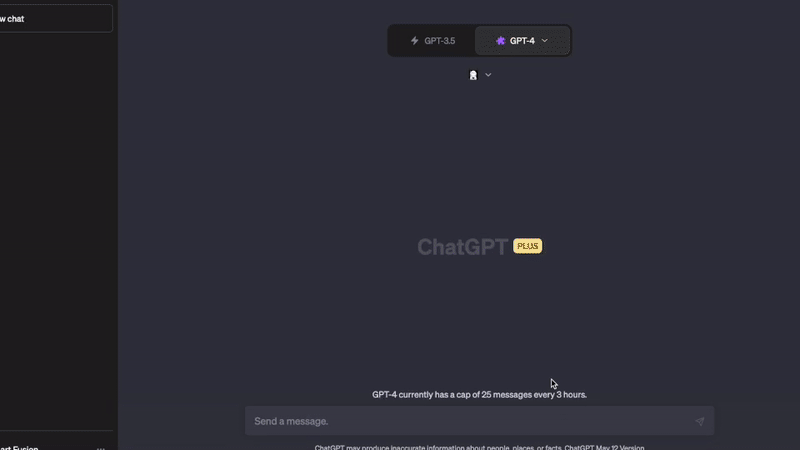 w chat
GPT-3.5
GPT-4
ChatGPT PLUS
GPT-4 currently has a cap of 25 messages every 3 hours.
Send a message.
art Fusion
ChatGPT may produce inaccurate information about people, places, or facts. ChatGPT May 12 Version